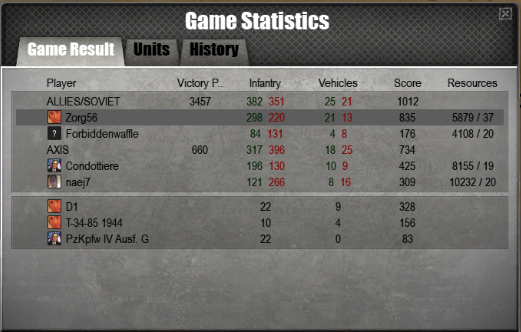 Game Statistics
Game Result Units History
Player Victory P.. Infantry Vehicles Score Resources
ALLIES/SOVIET 3457 382 351 25 21 1012
Zorg56 298 220 21 13 835 5879 / 37
? Forbiddenwaffle 84 131 4 8 176 4108 / 20
AXIS 660 317 396 18 25 734
Condottiere 196 130 10 9 425 8155 / 19
naej7 121 266 8 16 309 10232 / 20
D1 22 9 328
T-34-85 1944 10 4 156
PzKpfw IV Ausf. G 22 0 83